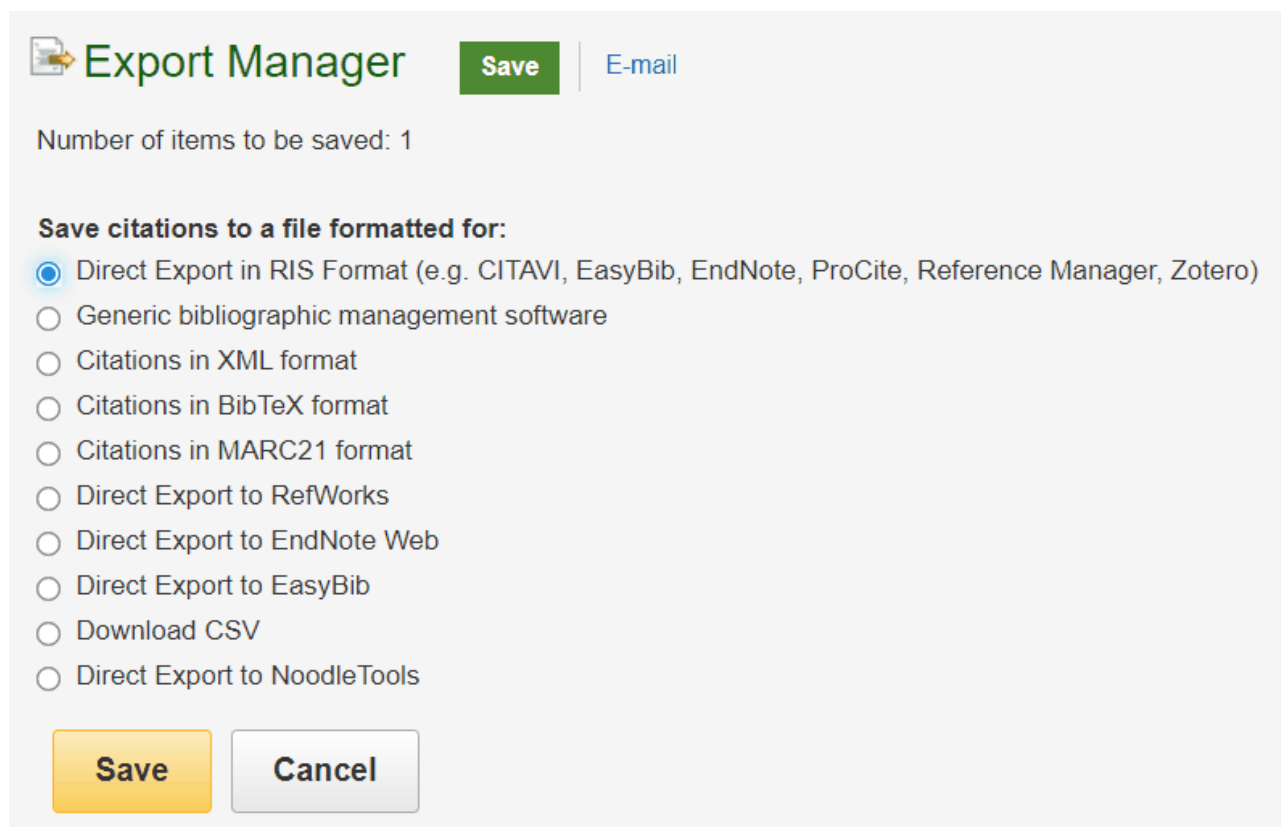 Export Manager Save E-mail
Number of items to be saved: 1
Save citations to a file formatted for:
Direct Export in RIS Format (e.g. CITAVI, EasyBib, EndNote, ProCite, Reference Manager, Zotero)
Generic bibliographic management software
Citations in XML format
Citations in BibTeX format
Citations in MARC21 format
Direct Export to RefWorks
Direct Export to EndNote Web
Direct Export to EasyBib
Download CSV
Direct Export to NoodleTools
Save Cancel